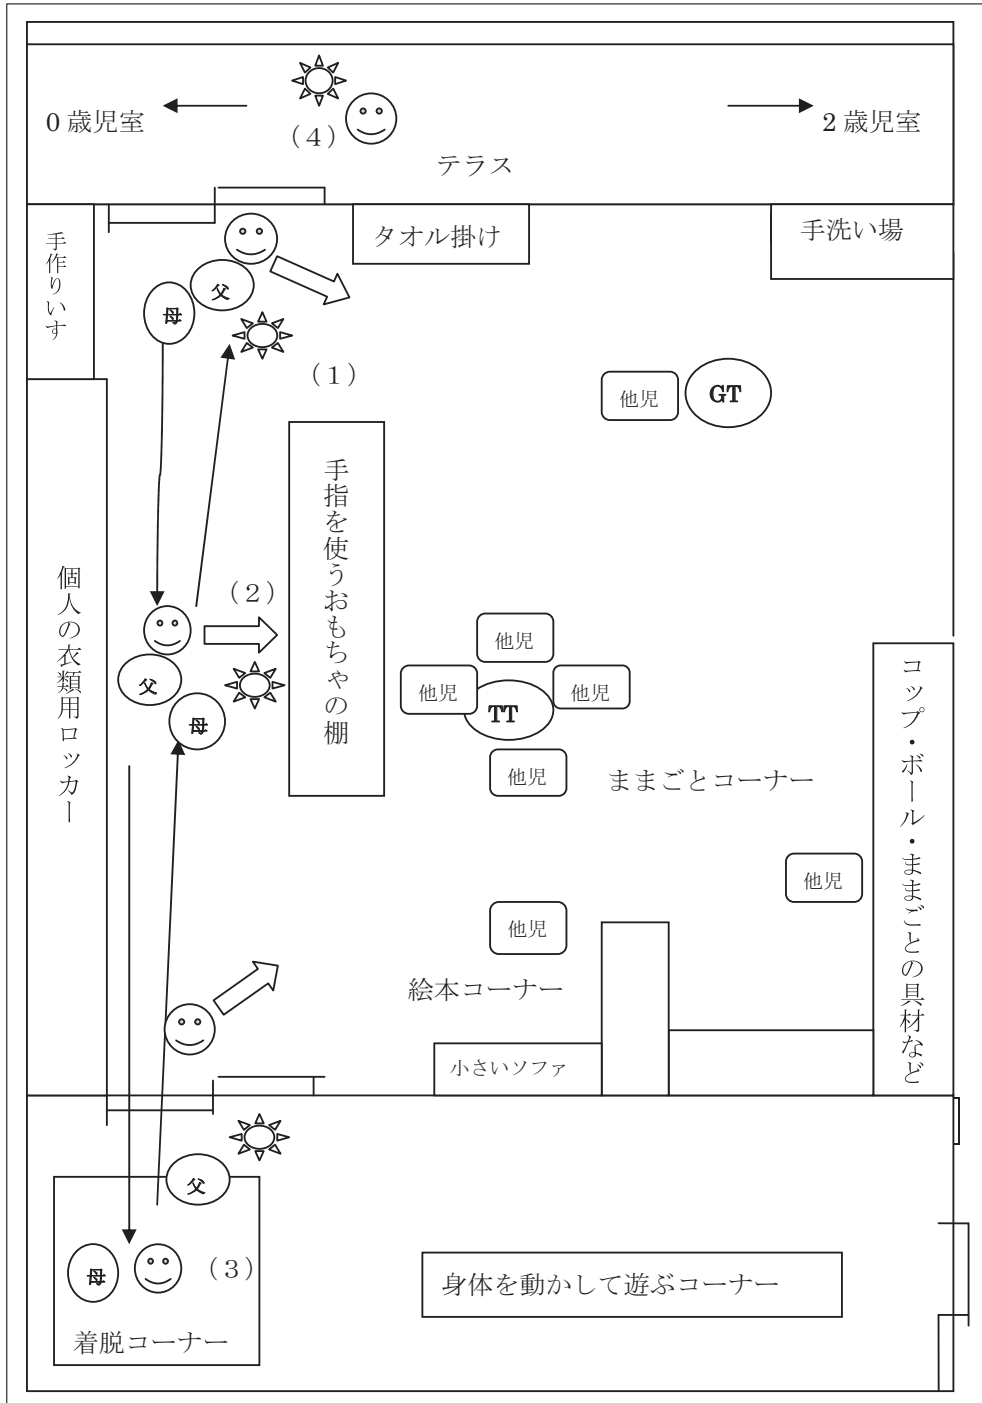 0 歳児室
(4)
2 歳児室
テラス
手作りいす
タオル掛け
手洗い場
父
母
(1)
他児
GT
手指を使うおもちゃの棚
個人の衣類用ロッカー
(2)
父
母
他児
他児
他児
TT
他児
ままごとコーナー
コップ・ボール・ままごとの具材など
他児
他児
絵本コーナー
小さいソファ
父
母
(3)
着脱コーナー
身体を動かして遊ぶコーナー